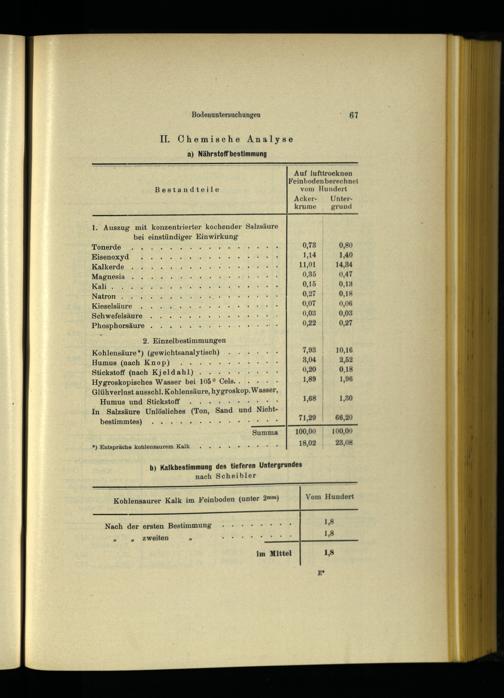 Bodenuntersuchungen 67
II. Chemische Analyse
a) Nährstoffbestimmung
Bestandteile
Auf lufttrocknen
Feinboden berechnet
vom Hundert
Acker- Unter-
krume grund
1. Auszug mit konzentrierter kochender Salzsäure
bei einstündiger Einwirkung
Tonerde . . . . . . . . . . . . . . . 0,73 0,80
Eisenoxyd . . . . . . . . . . . . . . 1,14 1,40
Kalkerde . . . . . . . . . . . . . . . 11,01 14,34
Magnesia . . . . . . . . . . . . . . . 0,35 0,47
Kali . . . . . . . . . . . . . . . . . 0,15 0,13
Natron . . . . . . . . . . . . . . . . 0,27 0,18
Kieselsäure . . . . . . . . . . . . . . 0,07 0,06
Schwefelsäure . . . . . . . . . . . . . 0,03 0,03
Phosphorsäure . . . . . . . . . . . . . 0,22 0,27
2. Einzelbestimmungen
Kohlensäure*) (gewichtsanalytisch) . . . . . . 7,93 10,16
Humus (nach Knop) . . . . . . . . . . 3,04 2,52
Stickstoff (nach Kjeldahl) . . . . . . . . . 0,20 0,18
Hygroskopisches Wasser bei 105° Cels. . . . . . 1,89 1,96
Glühverlust ausschl. Kohlensäure, hygroskop. Wasser,
Humus und Stickstoff . . . . . . . . . 1,68 1,30
In Salzsäure Unlösliches (Ton, Sand und Nicht-
bestimmtes) . . . . . . . . . . . . . 71,29 66,20
Summa 100,00 100,00
*) Entspräche kohlensaurem Kalk . . . . . . . . 18,02 23,08
b) Kalkbestimmung des tieferen Untergrundes
nach Scheibler
Kohlensaurer Kalk im Feinboden (unter 2mm) Vom Hundert
Nach der ersten Bestimmung . . . . . . . . 1,8
„ „ zweiten „ . . . . . . . . 1,8
im Mittel 1,8
E*